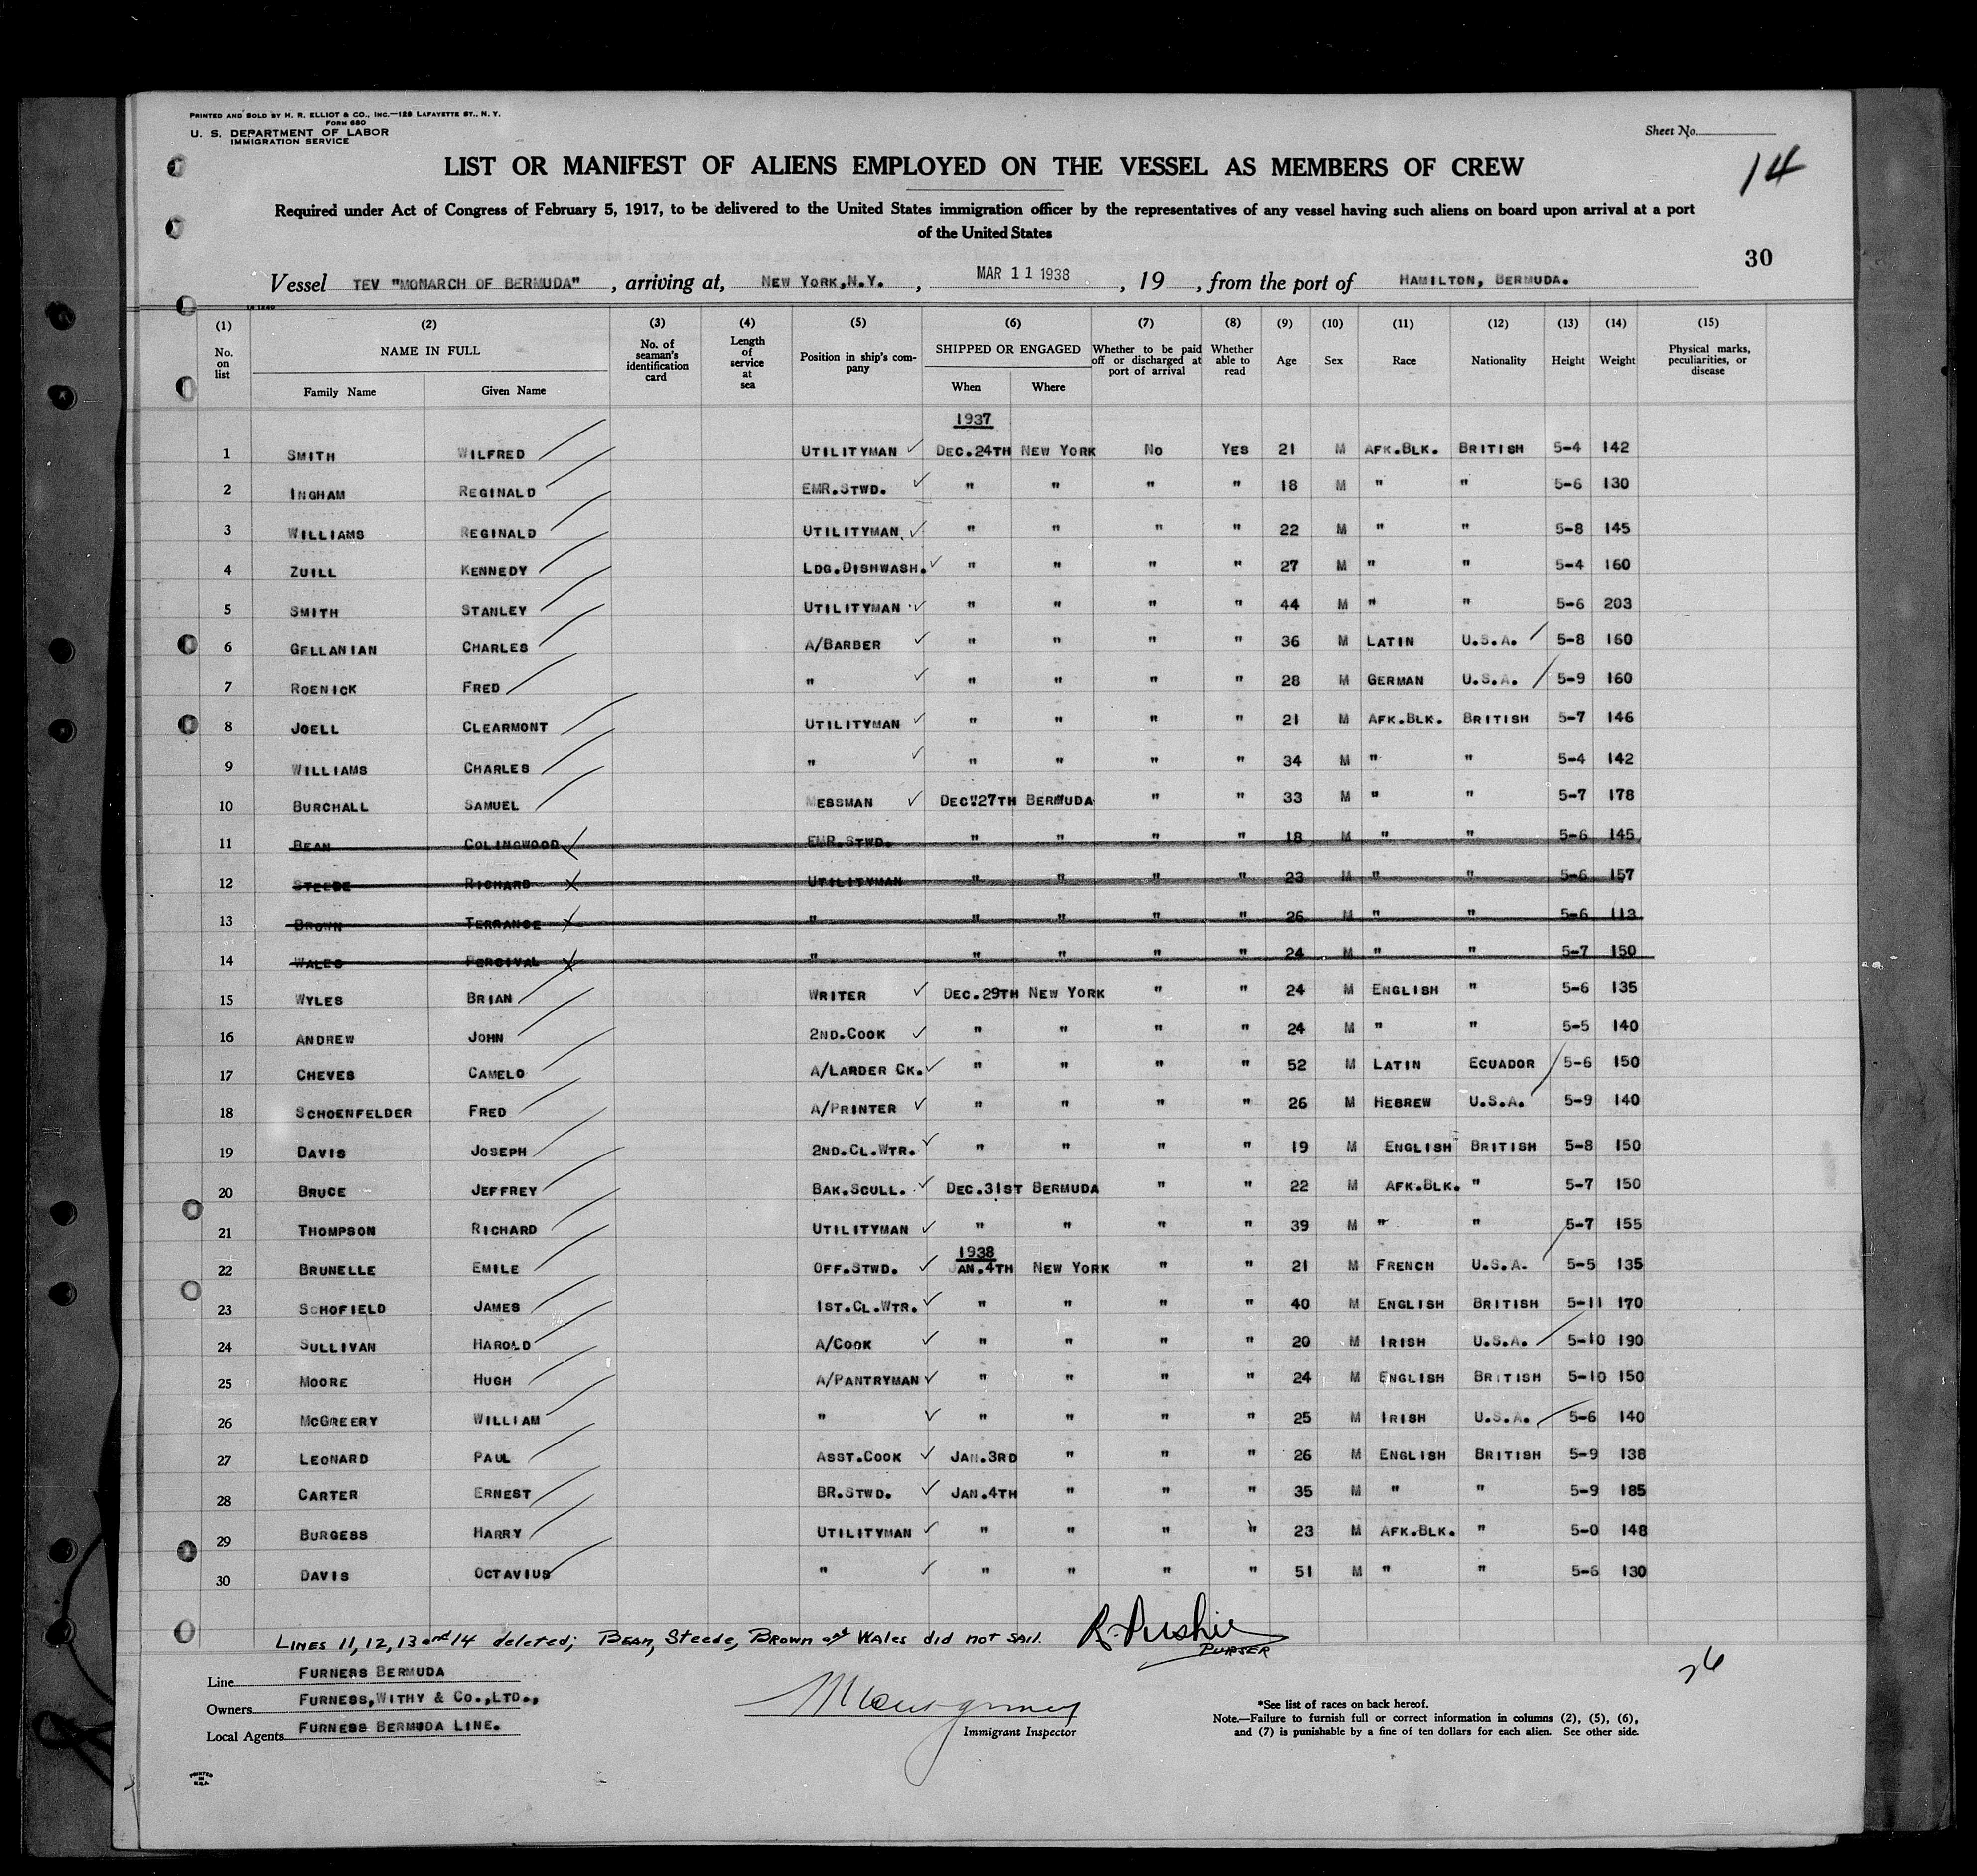 PRINTED AND SOLD BY H. R. ELLIOT & CO., INC.—129 LAFAYETTE ST., N. Y.
FORM 680
U. S. DEPARTMENT OF LABOR
IMMIGRATION SERVICE
Sheet No.
14
LIST OR MANIFEST OF ALIENS EMPLOYED ON THE VESSEL AS MEMBERS OF CREW
Required under Act of Congress of February 5, 1917, to be delivered to the United States immigration officer by the representatives of any vessel having such aliens on board upon arrival at a port
of the United States
30
Vessel TEV "MONARCH OF BERMUDA" , arriving at, NEW YORK,N.Y. , MAR 11 1938 , 19 , from the port of HAMILTON, BERMUDA.
(1) (2) (3) (4) (5) (6) (7) (8) (9) (10) (11) (12) (13) (14) (15)
No. on list NAME IN FULL Family Name Given Name No. of seaman's identification card Length of service at sea Position in ship's company SHIPPED OR ENGAGED When Where Whether to be paid off or discharged at port of arrival Whether able to read Age Sex Race Nationality Height Weight Physical marks, peculiarities, or disease
1937
1 SMITH WILFRED UTILITYMAN ✓ DEC.24TH NEW YORK NO YES 21 M AFK.BLK. BRITISH 5-4 142
2 INGHAM REGINALD EMR.STWD. ✓ " " " " 18 M " " 5-6 130
3 WILLIAMS REGINALD UTILITYMAN ✓ " " " " 22 M " " 5-8 145
4 ZUILL KENNEDY LDG.DISHWASH. ✓ " " " " 27 M " " 5-4 160
5 SMITH STANLEY UTILITYMAN ✓ " " " " 44 M " " 5-6 203
6 GELLANIAN CHARLES A/BARBER ✓ " " " " 36 M LATIN U.S.A. 5-8 160
7 ROENICK FRED " ✓ " " " " 28 M GERMAN U.S.A. 5-9 160
8 JOELL CLEARMONT UTILITYMAN ✓ " " " " 21 M AFK.BLK. BRITISH 5-7 146
9 WILLIAMS CHARLES " ✓ " " " " 34 M " " 5-4 142
10 BURCHALL SAMUEL MESSMAN ✓ DEC.27TH BERMUDA " " 33 M " " 5-7 178
11 BEAN COLINGWOOD EMR.STWD. " " " " 18 M " " 5-6 145
12 STEEDE RICHARD UTILITYMAN " " " " 23 M " " 5-6 157
13 BROWN TERRANCE " " " " " 26 M " " 5-6 113
14 WALES PERCIVAL " " " " " 24 M " " 5-7 150
15 WYLES BRIAN WRITER ✓ DEC.29TH NEW YORK " " 24 M ENGLISH " 5-6 135
16 ANDREW JOHN 2ND.COOK ✓ " " " " 24 M " " 5-5 140
17 CHEVES CAMELO A/LARDER CK. ✓ " " " " 52 M LATIN ECUADOR 5-6 150
18 SCHOENFELDER FRED A/PRINTER ✓ " " " " 26 M HEBREW U.S.A. 5-9 140
19 DAVIS JOSEPH 2ND.CL.WTR. ✓ " " " " 19 M ENGLISH BRITISH 5-8 150
20 BRUCE JEFFREY BAK.SCULL. ✓ DEC.31ST BERMUDA " " 22 M AFK.BLK. " 5-7 150
21 THOMPSON RICHARD UTILITYMAN ✓ " " " " 39 M " " 5-7 155
1938
22 BRUNELLE EMILE OFF.STWD. ✓ JAN.4TH NEW YORK " " 21 M FRENCH U.S.A. 5-5 135
23 SCHOFIELD JAMES 1ST.CL.WTR. ✓ " " " " 40 M ENGLISH BRITISH 5-11 170
24 SULLIVAN HAROLD A/COOK ✓ " " " " 20 M IRISH U.S.A. 5-10 190
25 MOORE HUGH A/PANTRYMAN ✓ " " " " 24 M ENGLISH BRITISH 5-10 150
26 MCGREERY WILLIAM " ✓ " " " " 25 M IRISH U.S.A. 5-6 140
27 LEONARD PAUL ASST.COOK ✓ JAN.3RD " " " 26 M ENGLISH BRITISH 5-9 138
28 CARTER ERNEST BR.STWD. ✓ JAN.4TH " " " 35 M " " 5-9 185
29 BURGESS HARRY UTILITYMAN ✓ " " " " 23 M AFK.BLK. " 5-0 148
30 DAVIS OCTAVIUS " ✓ " " " " 51 M " " 5-6 130
LINES 11, 12, 13 and 14 deleted; BEAN, Steede, BROWN and WALES did not SAIL.
PURSER
26
Line FURNESS BERMUDA
Owners FURNESS,WITHY & CO.,LTD.,
Local Agents FURNESS BERMUDA LINE.
Montgomery
Immigrant Inspector
*See list of races on back hereof.
Note.—Failure to furnish full or correct information in columns (2), (5), (6),
and (7) is punishable by a fine of ten dollars for each alien. See other side.
PRINTED
IN
U.S.A.